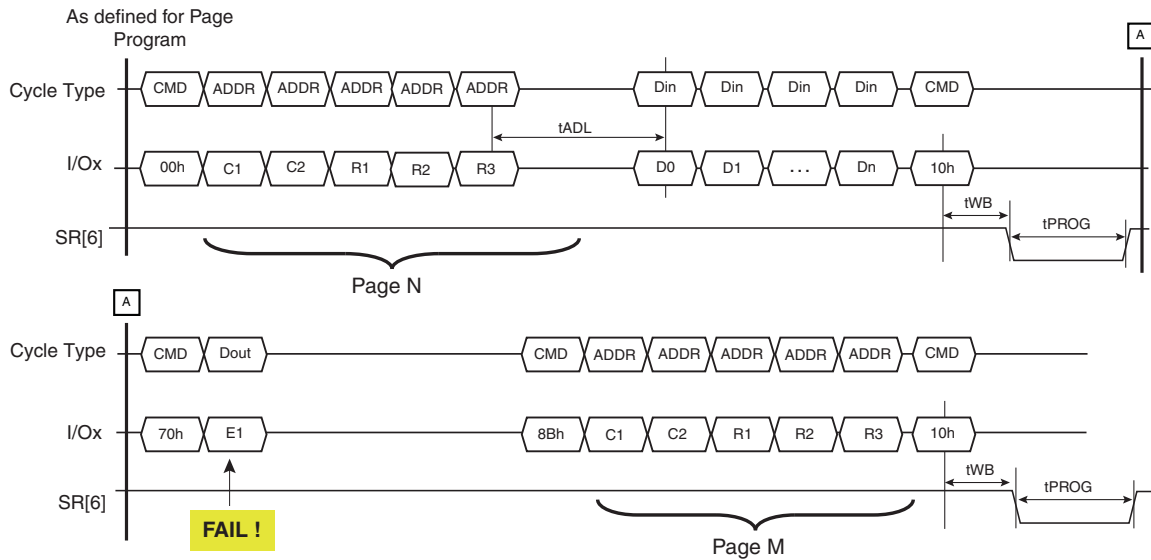 As defined for Page
Program
A
Cycle Type CMD ADDR ADDR ADDR ADDR ADDR Din Din Din Din CMD
tADL
I/Ox 00h C1 C2 R1 R2 R3 D0 D1 ... Dn 10h
tWB
SR[6] tPROG
Page N
A
Cycle Type CMD Dout CMD ADDR ADDR ADDR ADDR ADDR CMD
I/Ox 70h E1 8Bh C1 C2 R1 R2 R3 10h
tWB
SR[6] tPROG
FAIL !
Page M